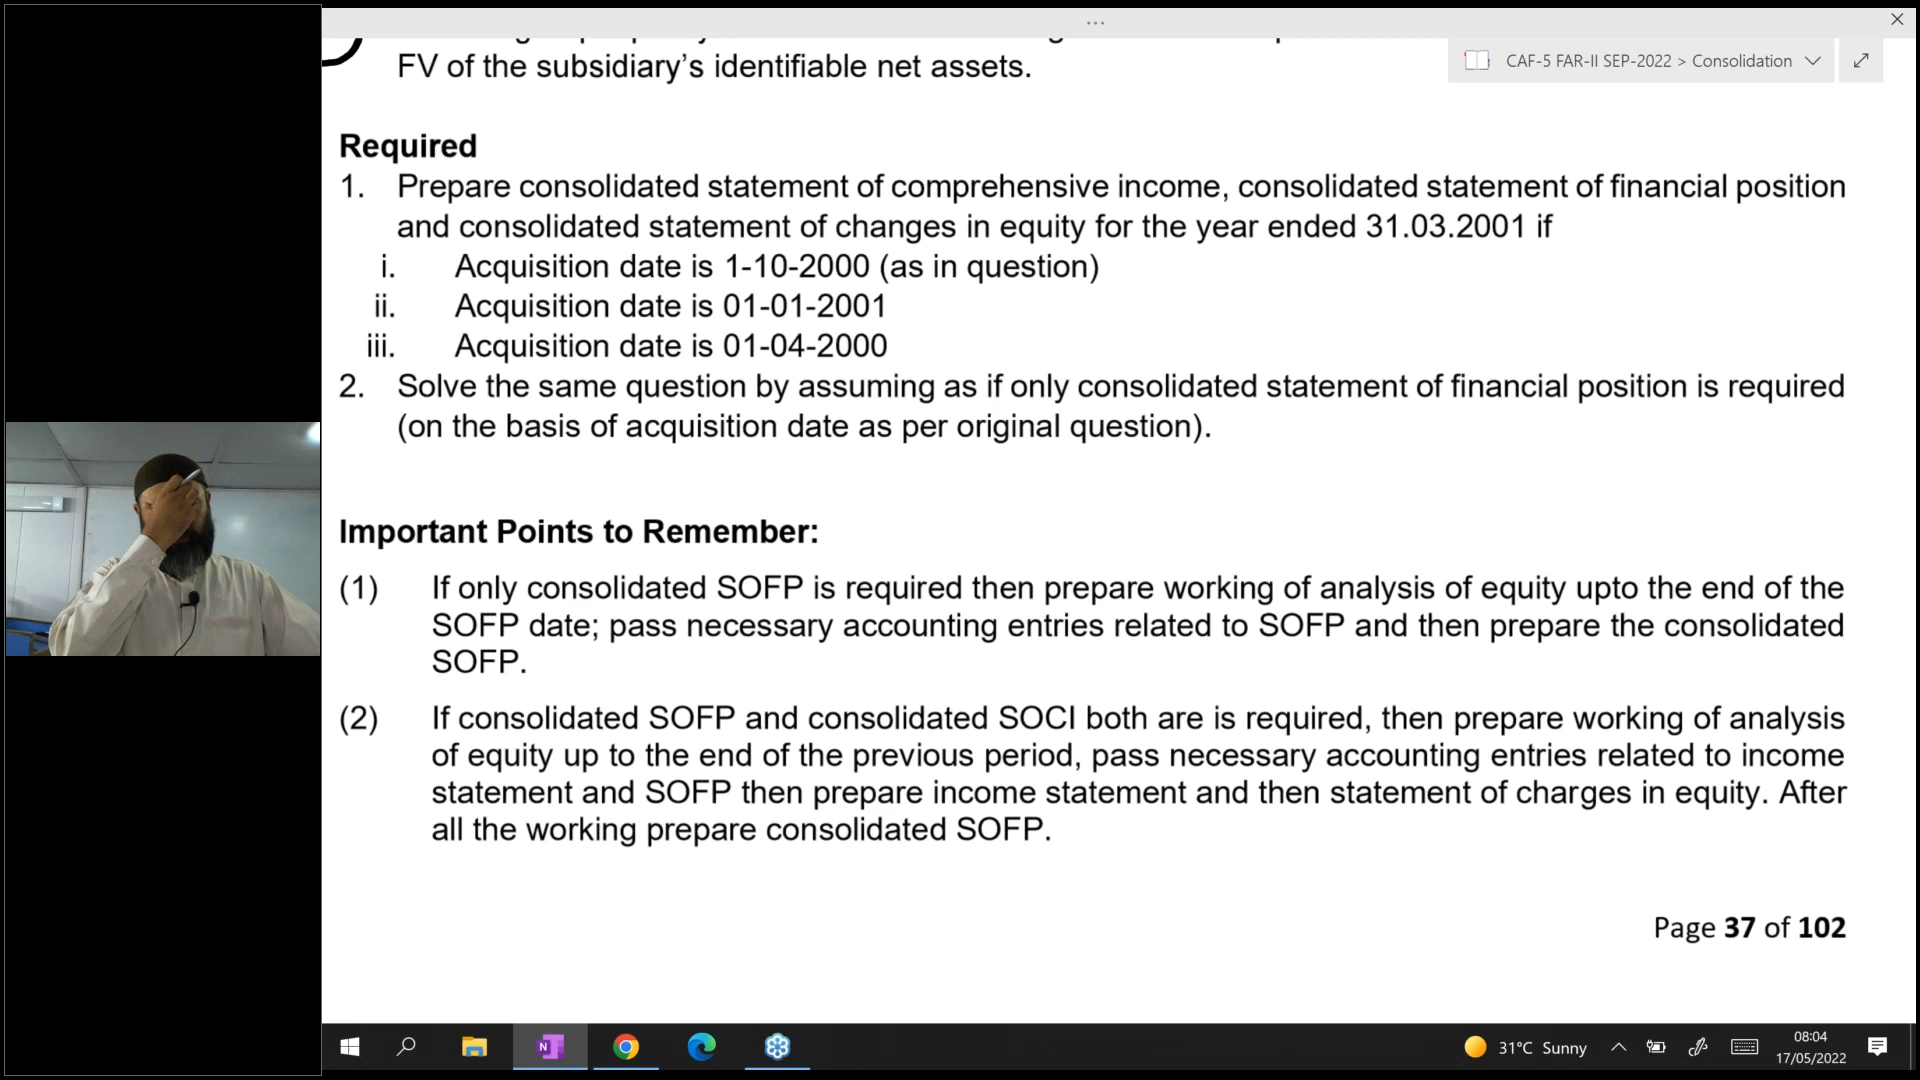 FV of the subsidiary's identifiable net assets.
CAF-5 FAR-II SEP-2022 > Consolidation
Required
1. Prepare consolidated statement of comprehensive income, consolidated statement of financial position
and consolidated statement of changes in equity for the year ended 31.03.2001 if
i. Acquisition date is 1-10-2000 (as in question)
ii. Acquisition date is 01-01-2001
iii. Acquisition date is 01-04-2000
2. Solve the same question by assuming as if only consolidated statement of financial position is required
(on the basis of acquisition date as per original question).
Important Points to Remember:
(1) If only consolidated SOFP is required then prepare working of analysis of equity upto the end of the
SOFP date; pass necessary accounting entries related to SOFP and then prepare the consolidated
SOFP.
(2) If consolidated SOFP and consolidated SOCI both are is required, then prepare working of analysis
of equity up to the end of the previous period, pass necessary accounting entries related to income
statement and SOFP then prepare income statement and then statement of charges in equity. After
all the working prepare consolidated SOFP.
Page 37 of 102
31°C Sunny
08:04
17/05/2022